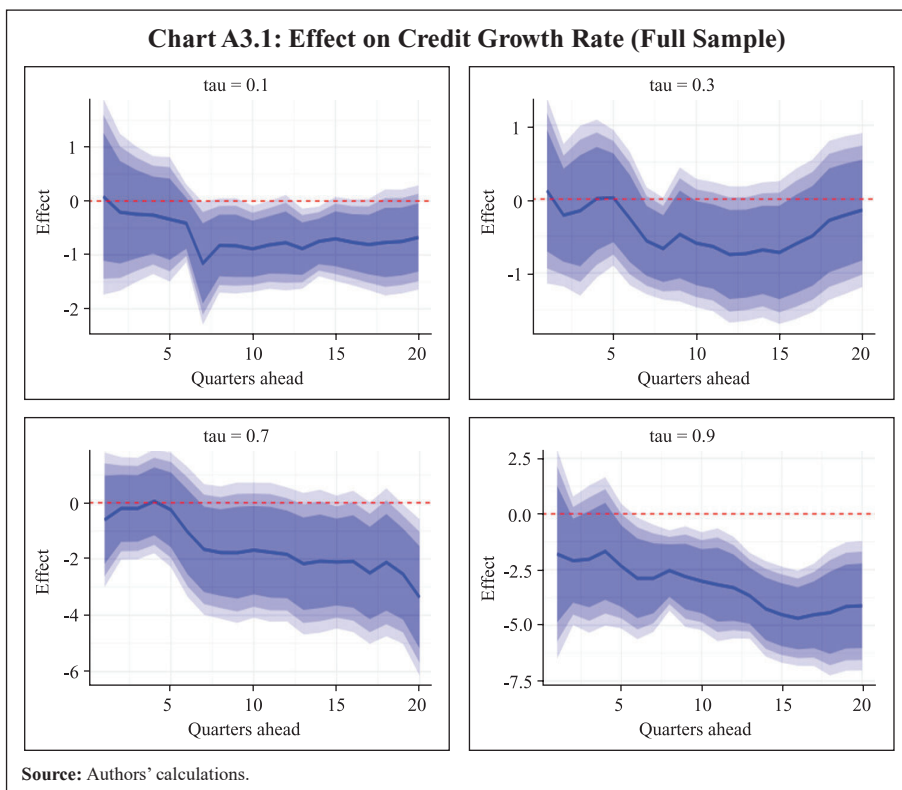 Chart A3.1: Effect on Credit Growth Rate (Full Sample)
tau = 0.1
1
0
-1
-2
Effect
5 10 15 20
Quarters ahead
tau = 0.3
1
0
-1
Effect
5 10 15 20
Quarters ahead
tau = 0.7
0
-2
-4
-6
Effect
5 10 15 20
Quarters ahead
tau = 0.9
2.5
0.0
-2.5
-5.0
-7.5
Effect
5 10 15 20
Quarters ahead
Source: Authors' calculations.